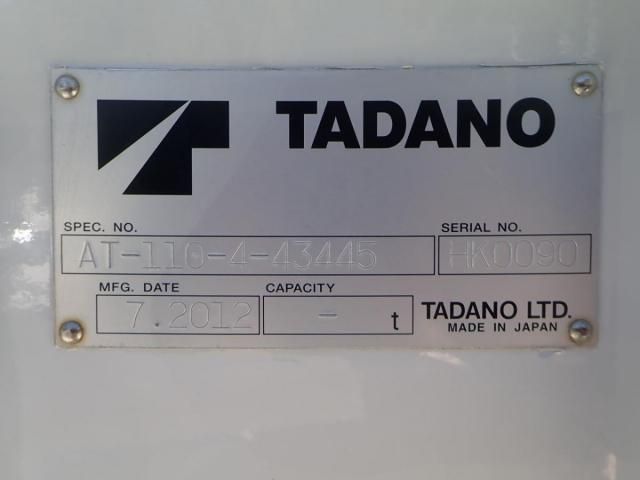 TADANO
SPEC. NO. SERIAL NO.
AT-110-4-43445 HK0090
MFG. DATE CAPACITY
7.2012 - t TADANO LTD.
MADE IN JAPAN